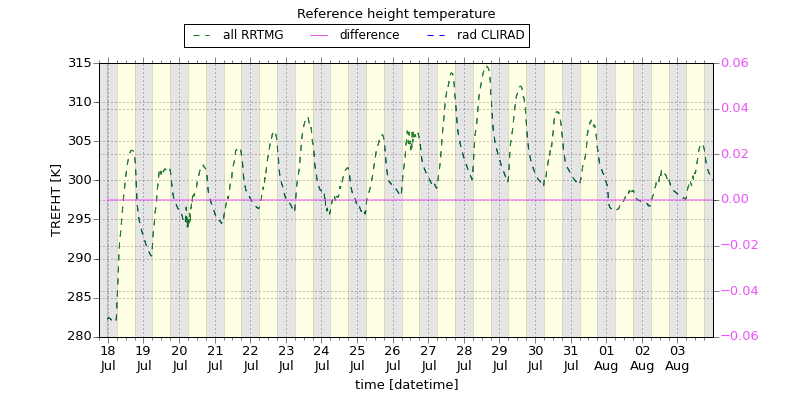 Reference height temperature
all RRTMG difference rad CLIRAD
315 0.06
310 0.04
305 0.02
300 0.00
295 −0.02
290 −0.04
285 −0.06
280
TREFHT [K]
18 19 20 21 22 23 24 25 26 27 28 29 30 31 01 02 03
Jul Jul Jul Jul Jul Jul Jul Jul Jul Jul Jul Jul Jul Jul Aug Aug Aug
time [datetime]